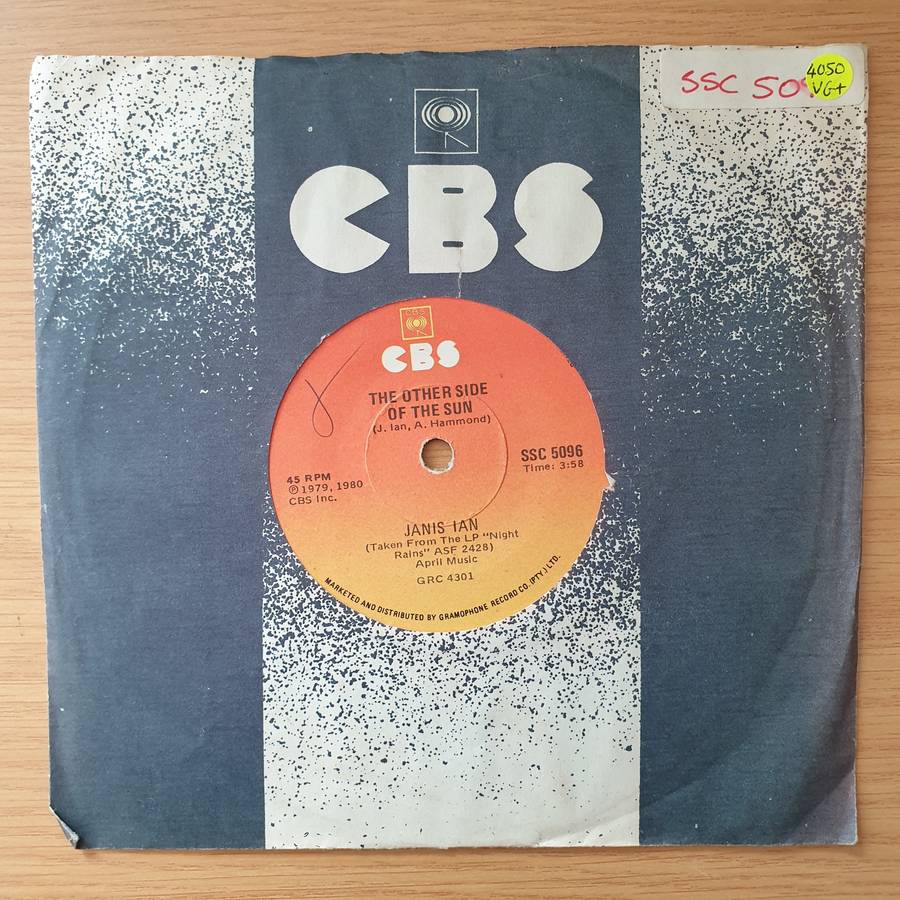 SSC 50
4050
VG+
CBS
CBS
CBS
THE OTHER SIDE
OF THE SUN
(J. Ian, A. Hammond)
SSC 5096
Time: 3:58
45 RPM
Ⓟ 1979, 1980
CBS Inc.
JANIS IAN
(Taken From The LP "Night
Rains" ASF 2428)
April Music
GRC 4301
MARKETED AND DISTRIBUTED BY GRAMOPHONE RECORD CO. (PTY.) LTD.